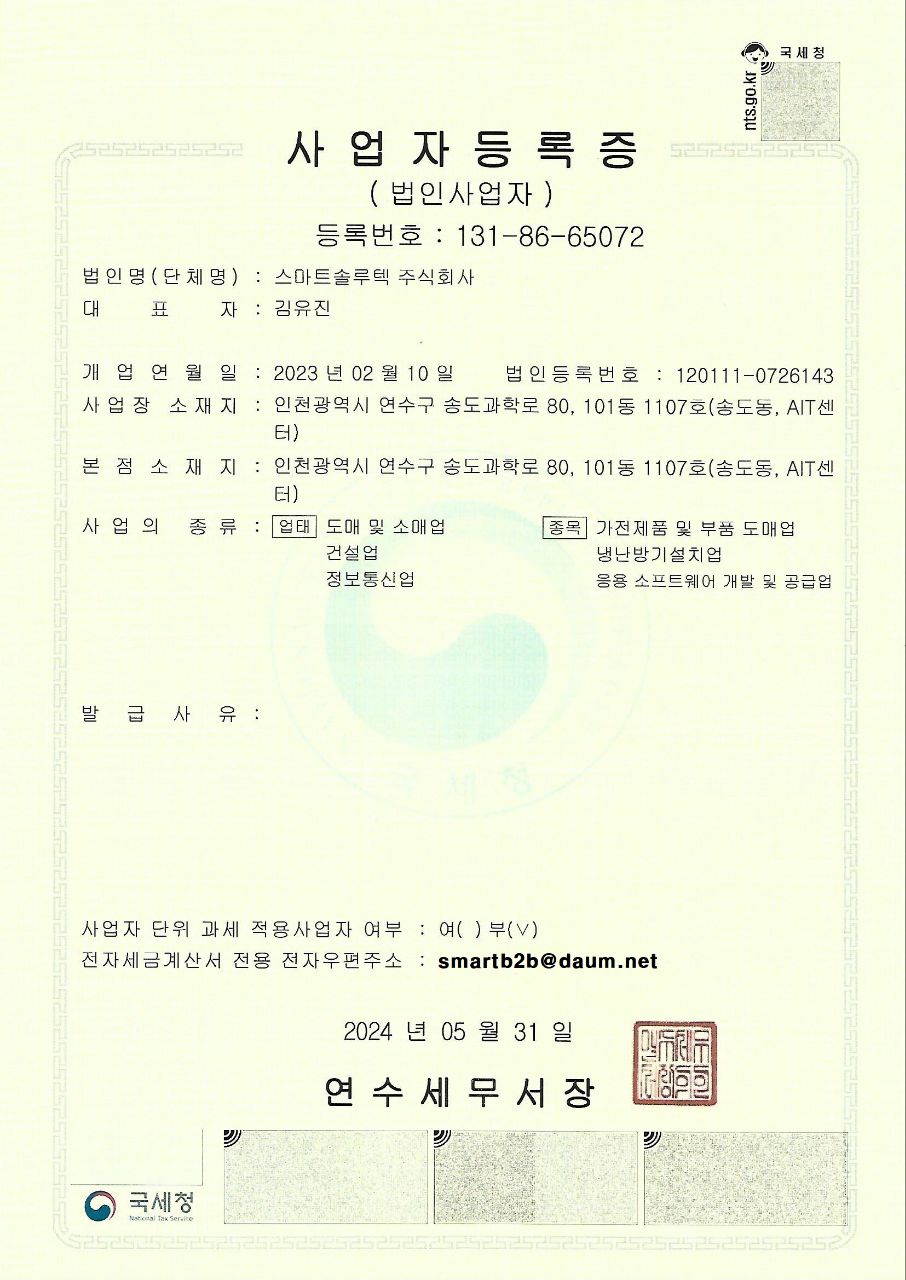 국세청
nts.go.kr
사업자등록증
( 법인사업자 )
등록번호 : 131-86-65072
법인명(단체명) : 스마트솔루텍 주식회사
대 표 자 : 김유진
개 업 연 월 일 : 2023 년 02 월 10 일 법인등록번호 : 120111-0726143
사업장 소재지 : 인천광역시 연수구 송도과학로 80, 101동 1107호(송도동, AIT센
터)
본 점 소 재 지 : 인천광역시 연수구 송도과학로 80, 101동 1107호(송도동, AIT센
터)
사 업 의 종 류 : 업태 도매 및 소매업 종목 가전제품 및 부품 도매업
건설업 냉난방기설치업
정보통신업 응용 소프트웨어 개발 및 공급업
국세청
발 급 사 유 :
사업자 단위 과세 적용사업자 여부 : 여( ) 부(∨)
전자세금계산서 전용 전자우편주소 : smartb2b@daum.net
2024 년 05 월 31 일
연수세무서장
국세청
National Tax Service